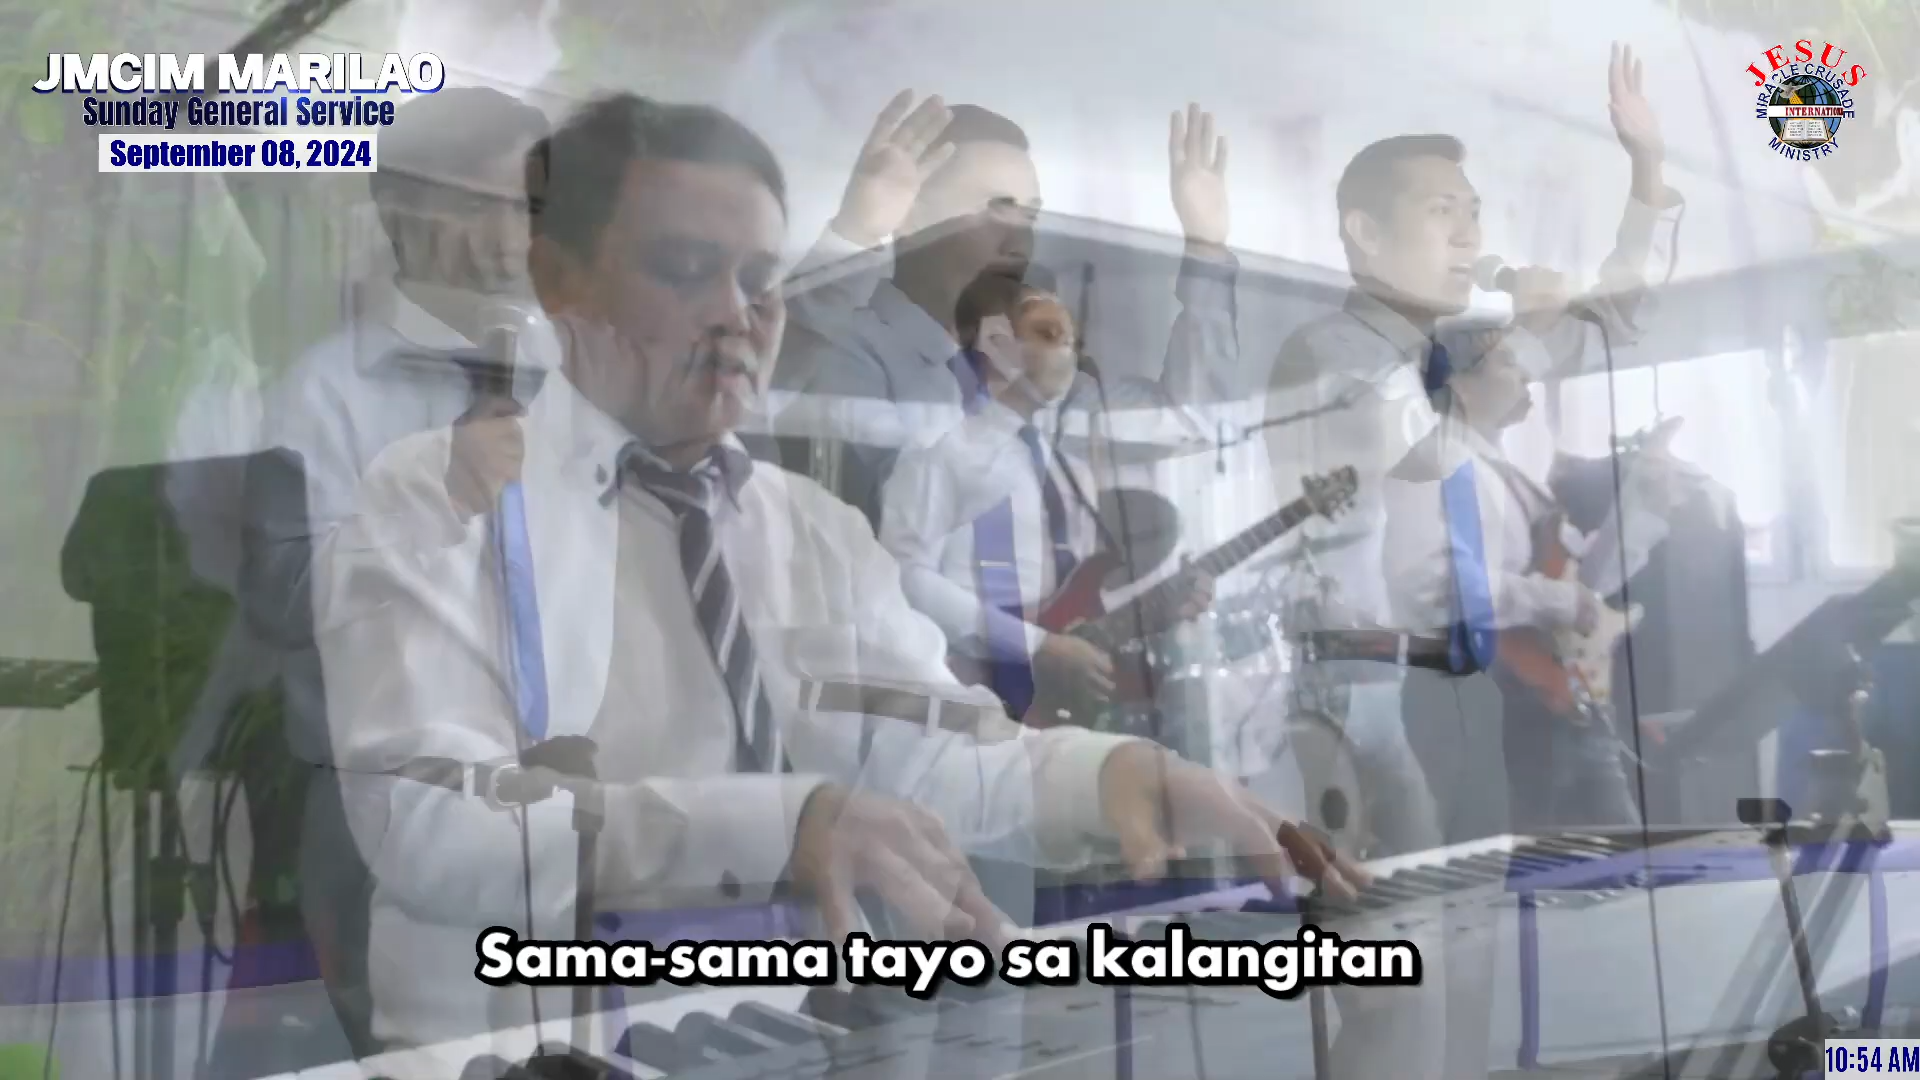 JMCIM MARILAO
Sunday General Service
September 08, 2024
JESUS
MIRACLE CRUSADE
INTERNATIONAL
MINISTRY
Sama-sama tayo sa kalangitan
10:54 AM